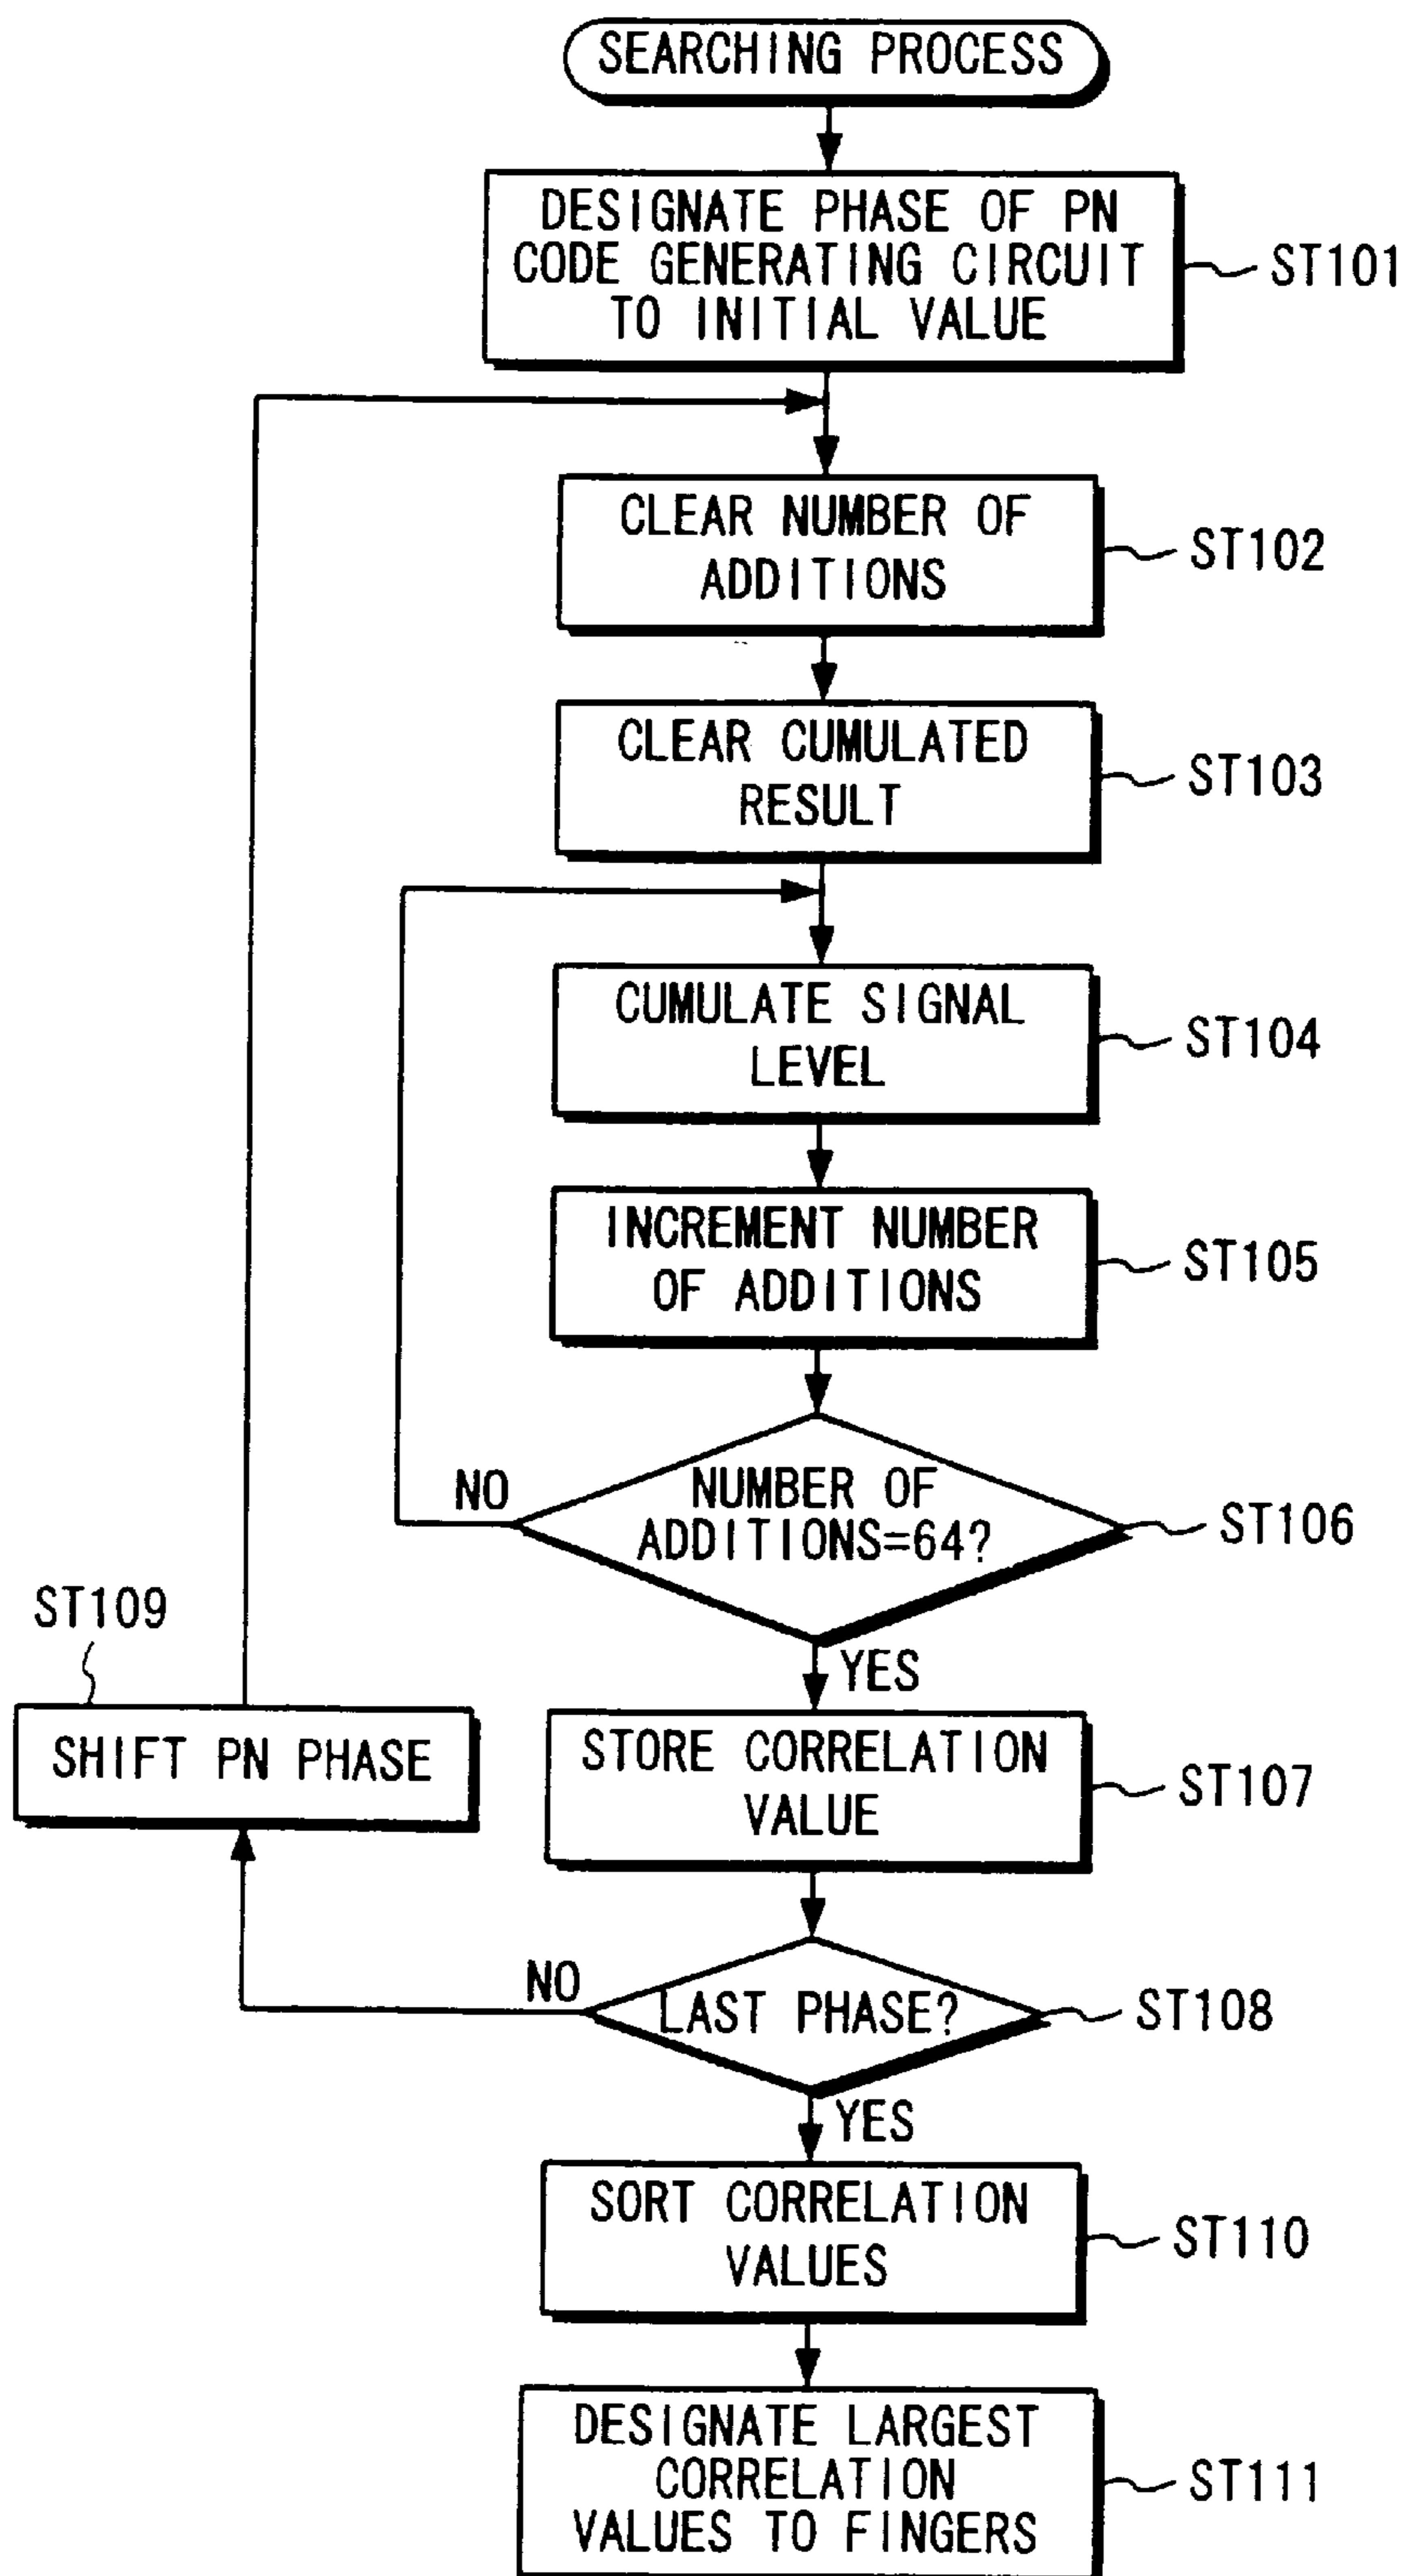 SEARCHING PROCESS
DESIGNATE PHASE OF PN
CODE GENERATING CIRCUIT
TO INITIAL VALUE
ST101
CLEAR NUMBER OF
ADDITIONS
ST102
CLEAR CUMULATED
RESULT
ST103
CUMULATE SIGNAL
LEVEL
ST104
INCREMENT NUMBER
OF ADDITIONS
ST105
NUMBER OF
ADDITIONS=64?
NO
ST106
YES
ST109
SHIFT PN PHASE
STORE CORRELATION
VALUE
ST107
NO
LAST PHASE?
ST108
YES
SORT CORRELATION
VALUES
ST110
DESIGNATE LARGEST
CORRELATION
VALUES TO FINGERS
ST111